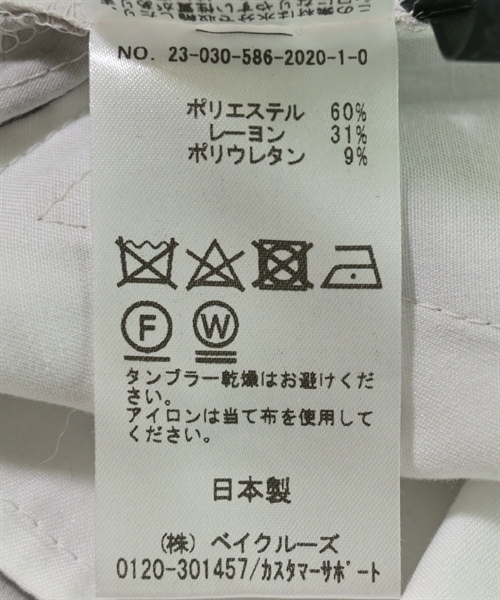 NO. 23-030-586-2020-1-0
ポリエステル 60%
レーヨン 31%
ポリウレタン 9%
F W
タンブラー乾燥はお避けくだ
さい。
アイロンは当て布を使用して
ください。
日本製
(株) ベイクルーズ
0120-301457/カスタマーサポート